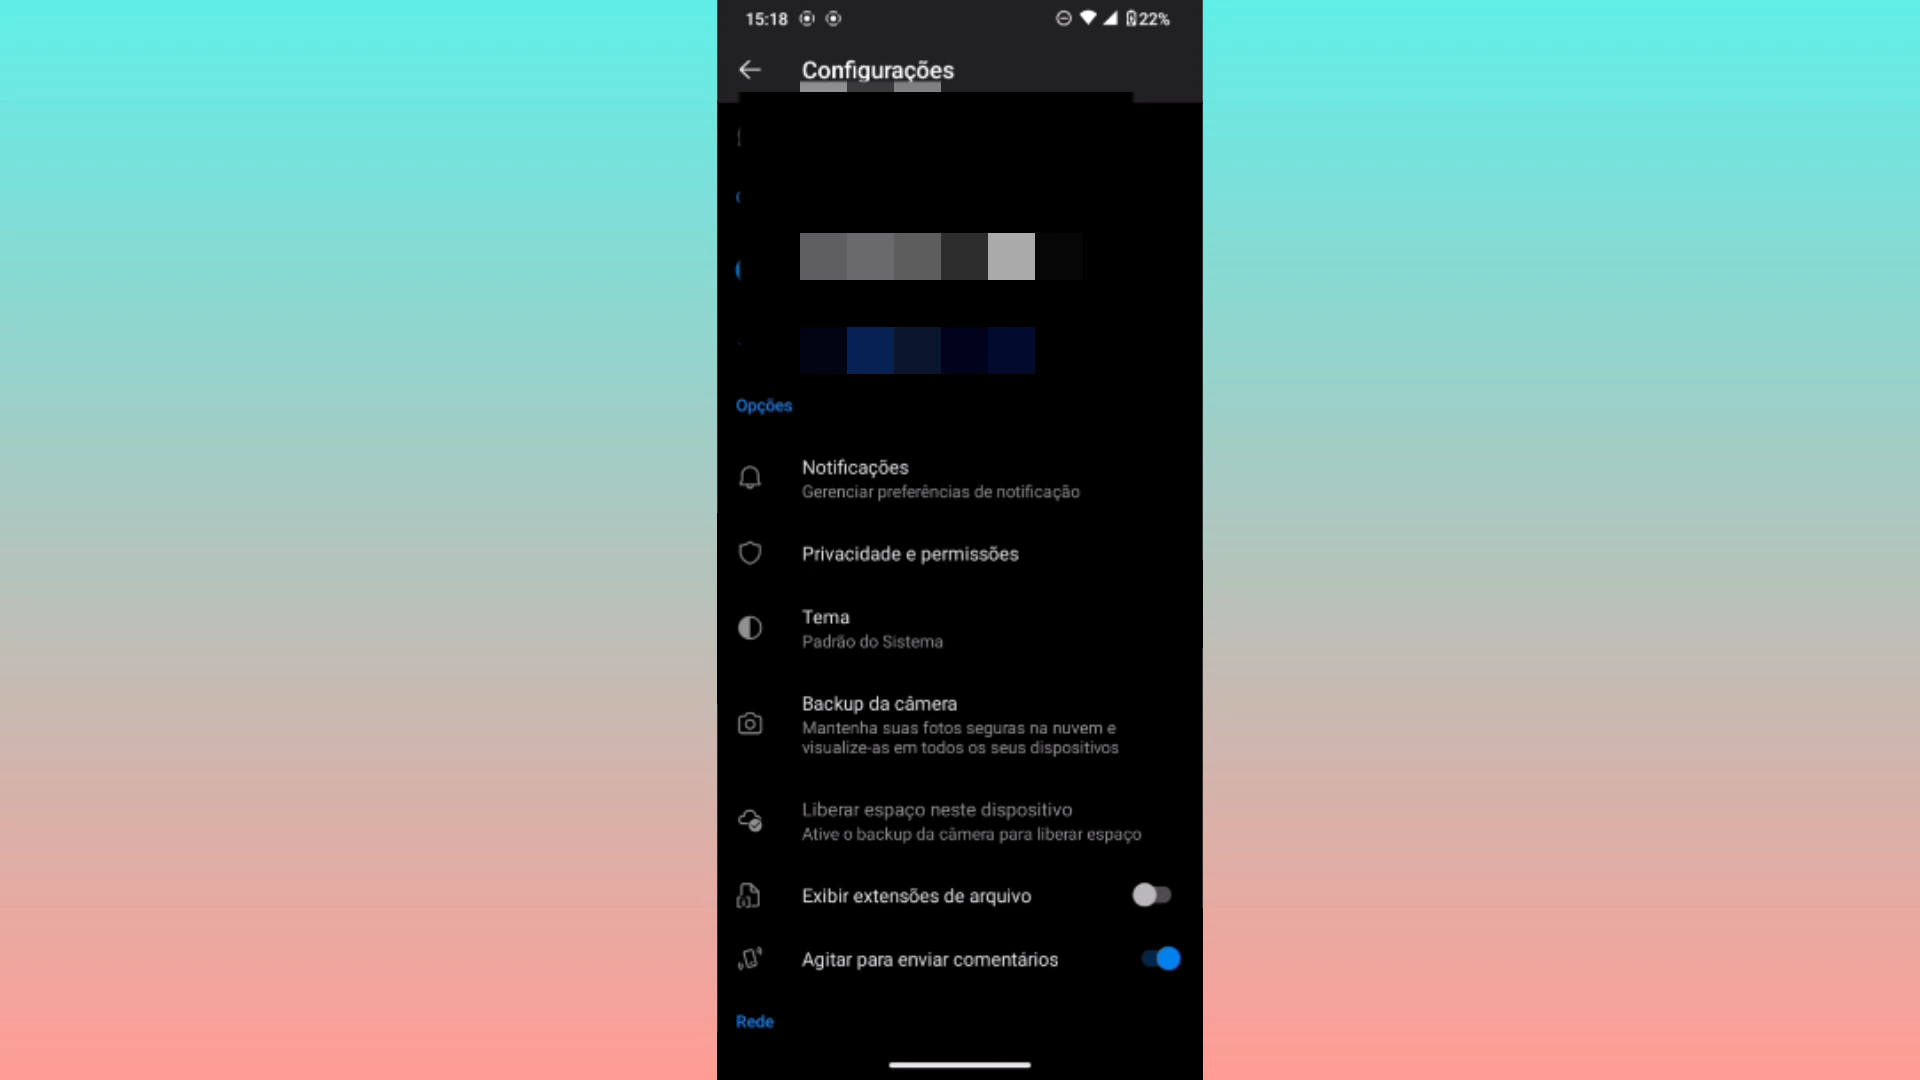 15:18
22%
Configurações
Opções
Notificações
Gerenciar preferências de notificação
Privacidade e permissões
Tema
Padrão do Sistema
Backup da câmera
Mantenha suas fotos seguras na nuvem e
visualize-as em todos os seus dispositivos
Liberar espaço neste dispositivo
Ative o backup da câmera para liberar espaço
Exibir extensões de arquivo
Agitar para enviar comentários
Rede